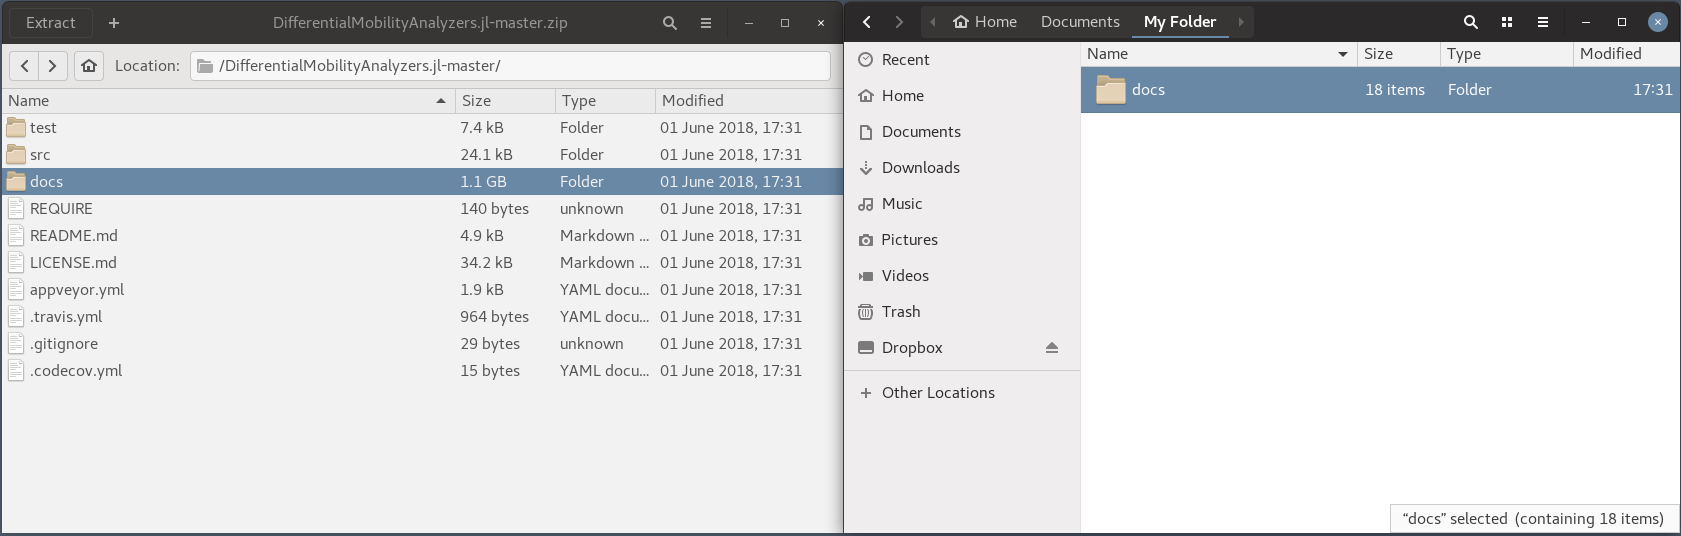 Extract + DifferentialMobilityAnalyzers.jl-master.zip
Location: /DifferentialMobilityAnalyzers.jl-master/
Name Size Type Modified
test 7.4 kB Folder 01 June 2018, 17:31
src 24.1 kB Folder 01 June 2018, 17:31
docs 1.1 GB Folder 01 June 2018, 17:31
REQUIRE 140 bytes unknown 01 June 2018, 17:31
README.md 4.9 kB Markdown ... 01 June 2018, 17:31
LICENSE.md 34.2 kB Markdown ... 01 June 2018, 17:31
appveyor.yml 1.9 kB YAML docu... 01 June 2018, 17:31
.travis.yml 964 bytes YAML docu... 01 June 2018, 17:31
.gitignore 29 bytes unknown 01 June 2018, 17:31
.codecov.yml 15 bytes YAML docu... 01 June 2018, 17:31
Home Documents My Folder
Recent
Home
Documents
Downloads
Music
Pictures
Videos
Trash
Dropbox
+ Other Locations
Name Size Type Modified
docs 18 items Folder 17:31
“docs” selected (containing 18 items)